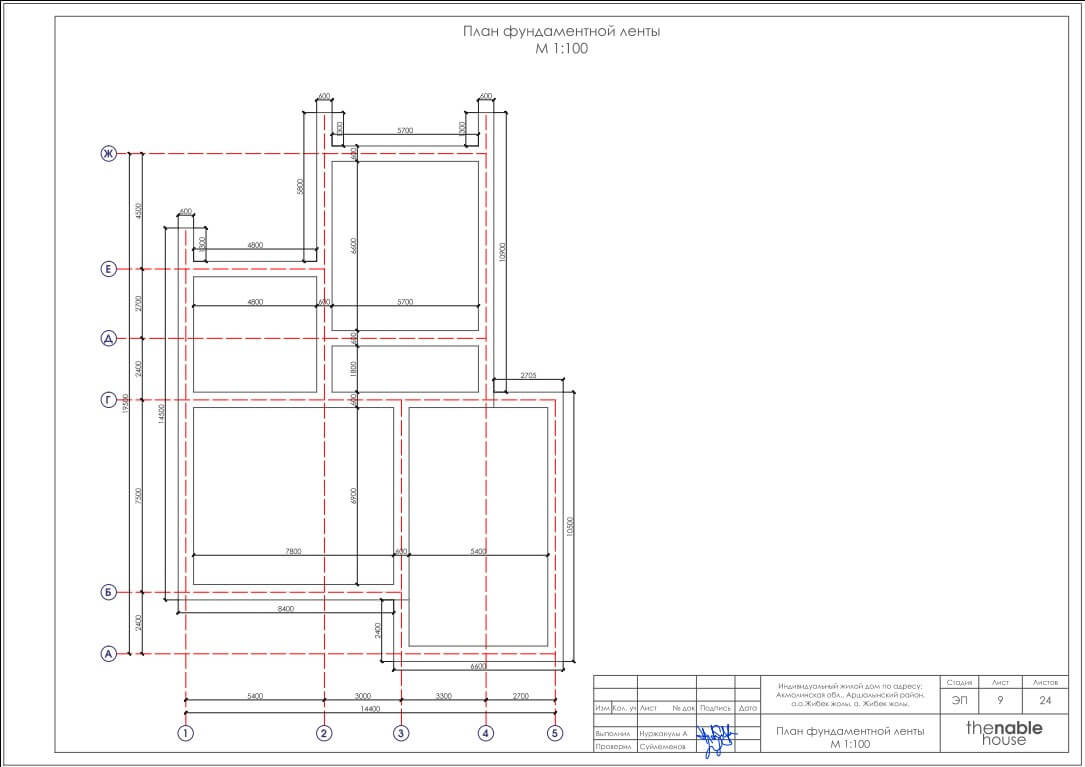 План фундаментной ленты
М 1:100
600
600
1300
5700
1300
Ж
600
5800
4500
600
6600
10900
1300
4800
Е
2700
4800
600
5700
Д
600
2400
1800
2705
Г
19500
14500
600
7500
6900
10500
7800
600
5400
Б
8400
2400
2400
А
6600
5400
3000
3300
2700
14400
1
2
3
4
5
Индивидуальный жилой дом по адресу:
Акмолинская обл., Аршалынский район,
а.о.Жибек жолы, а. Жибек жолы.
Стадия Лист Листов
ЭП 9 24
Изм Кол. уч Лист № док Подпись Дата
Выполнил Нуржакулы А
Проверил Сулейменов
План фундаментной ленты
М 1:100
thenable
house